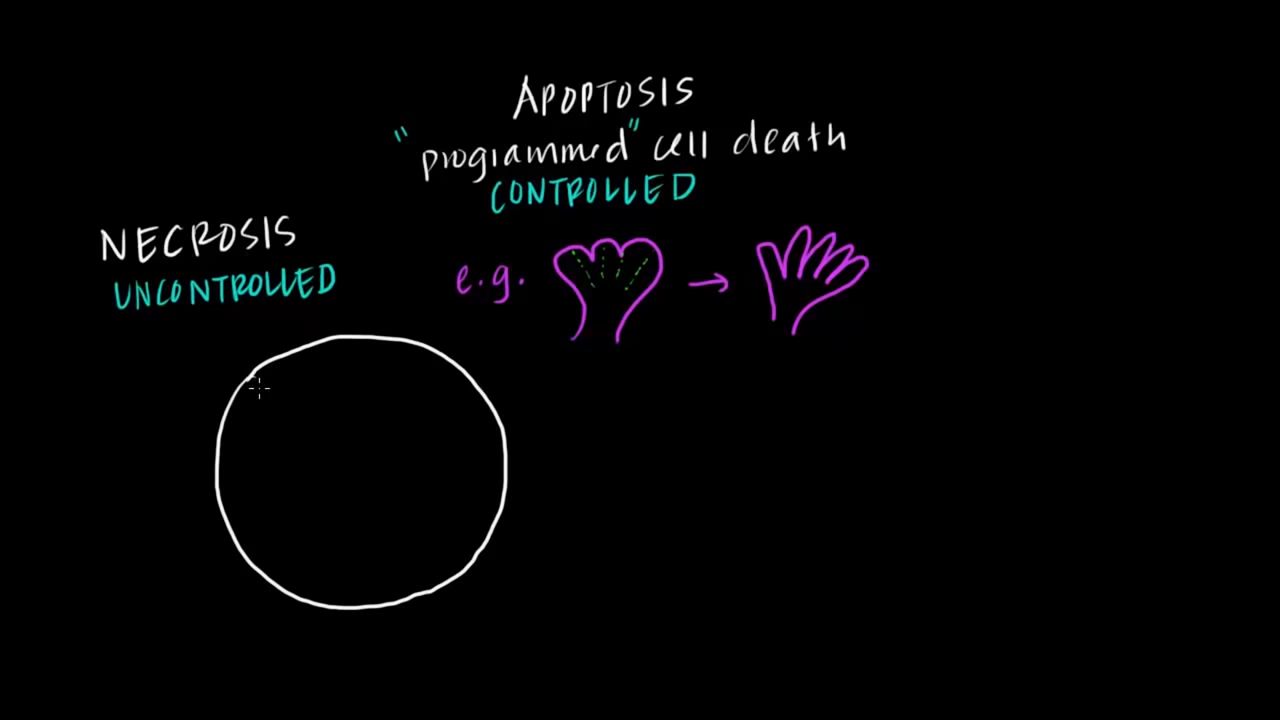 APOPTOSIS
"programmed" cell death
CONTROLLED
NECROSIS
UNCONTROLLED
e.g.